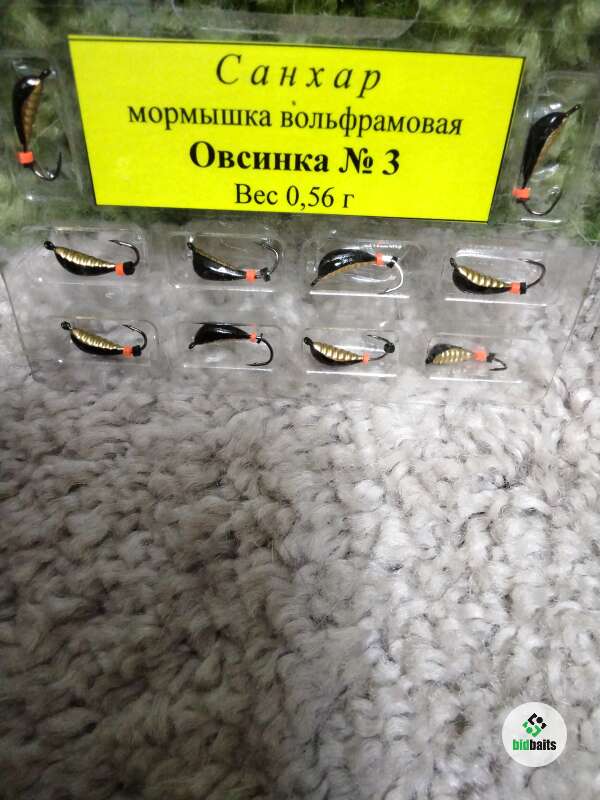 Санхар
мормышка вольфрамовая
Овсинка № 3
Вес 0,56 г
bidbaits